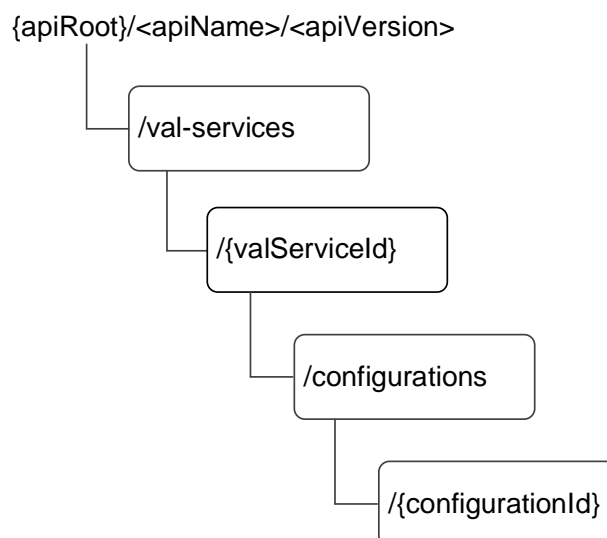 {apiRoot}/<apiName>/<apiVersion>
/val-services
/{valServiceId}
/configurations
/{configurationId}